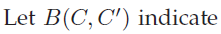 Let B(C, C′) indicate